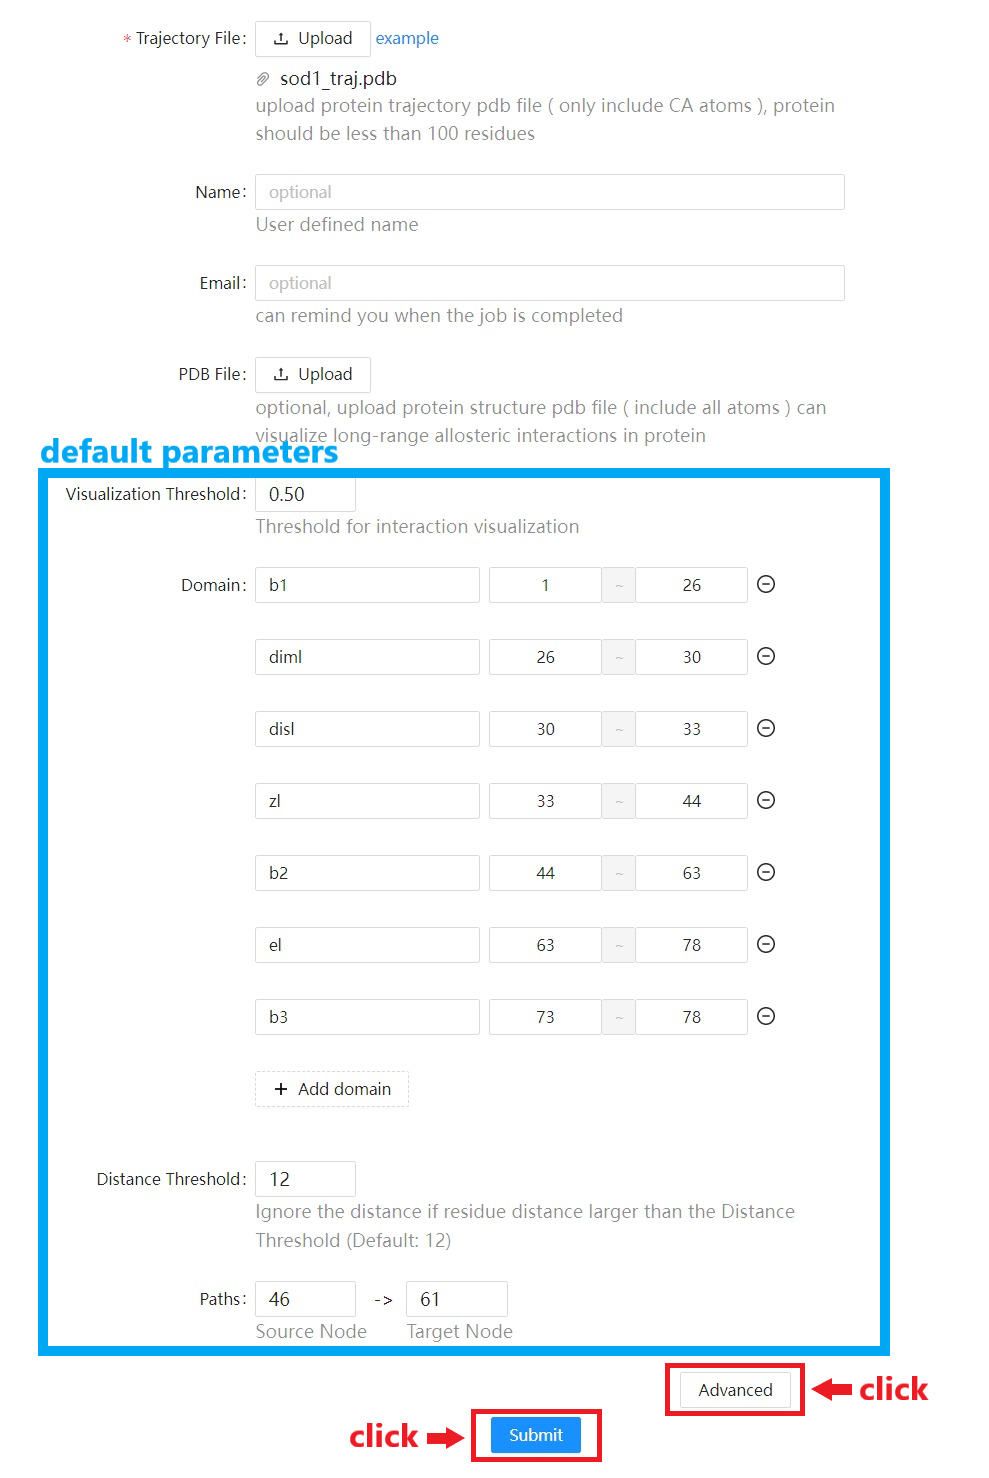 * Trajectory File: Upload example
sod1_traj.pdb
upload protein trajectory pdb file ( only include CA atoms ), protein
should be less than 100 residues
Name: optional
User defined name
Email: optional
can remind you when the job is completed
PDB File: Upload
optional, upload protein structure pdb file ( include all atoms ) can
visualize long-range allosteric interactions in protein
default parameters
Visualization Threshold: 0.50
Threshold for interaction visualization
Domain: b1 1 ~ 26
diml 26 ~ 30
disl 30 ~ 33
zl 33 ~ 44
b2 44 ~ 63
el 63 ~ 78
b3 73 ~ 78
+ Add domain
Distance Threshold: 12
Ignore the distance if residue distance larger than the Distance
Threshold (Default: 12)
Paths: 46 -> 61
Source Node Target Node
Advanced click
click Submit